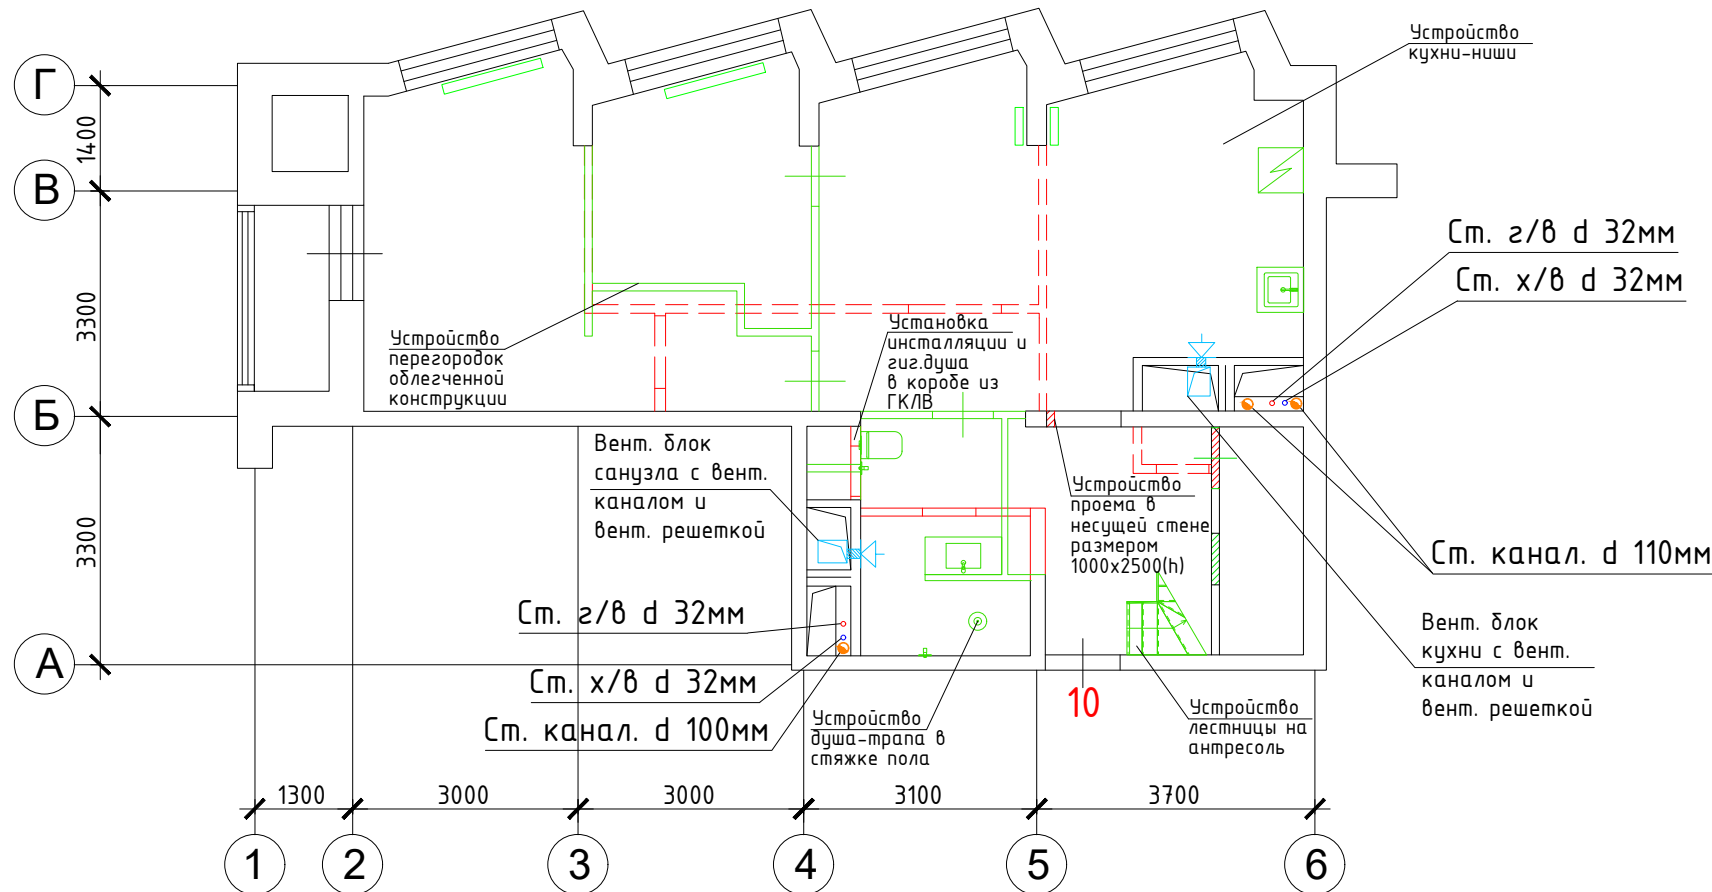 Устройство
кухни-ниши
Г
1400
В
3300
Б
3300
А
Ст. г/в d 32мм
Ст. х/в d 32мм
Устройство
перегородок
облегченной
конструкции
Установка
инсталляции и
гиг.душа
в коробе из
ГКЛВ
Вент. блок
санузла с вент.
каналом и
вент. решеткой
Устройство
проема в
несущей стене
размером
1000х2500(h)
Ст. канал. d 110мм
Ст. г/в d 32мм
Ст. х/в d 32мм
Ст. канал. d 100мм
Вент. блок
кухни с вент.
каналом и
вент. решеткой
10
Устройство
душа-трапа в
стяжке пола
Устройство
лестницы на
антресоль
1300
3000
3000
3100
3700
1
2
3
4
5
6